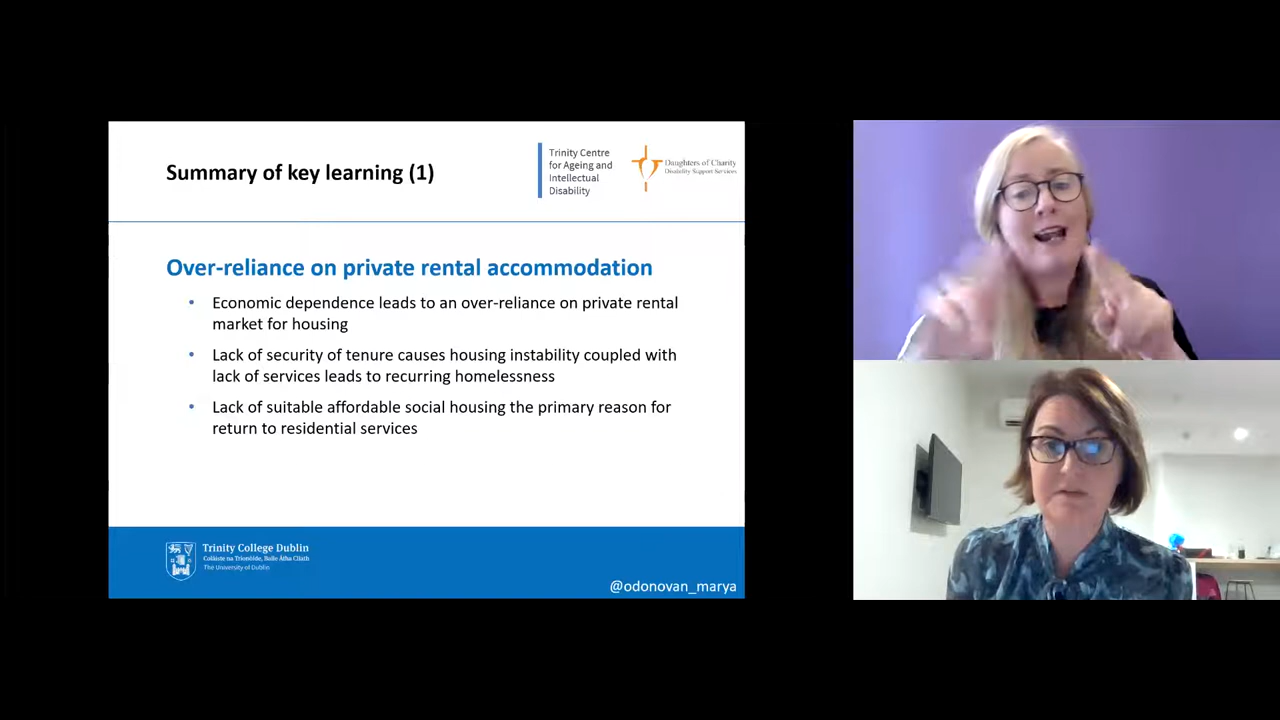 Summary of key learning (1)
Trinity Centre
for Ageing and
Intellectual
Disability
Daughters of Charity
Disability Support Services
Over-reliance on private rental accommodation
• Economic dependence leads to an over-reliance on private rental
market for housing
• Lack of security of tenure causes housing instability coupled with
lack of services leads to recurring homelessness
• Lack of suitable affordable social housing the primary reason for
return to residential services
Trinity College Dublin
Coláiste na Tríonóide, Baile Átha Cliath
The University of Dublin
@odonovan_marya